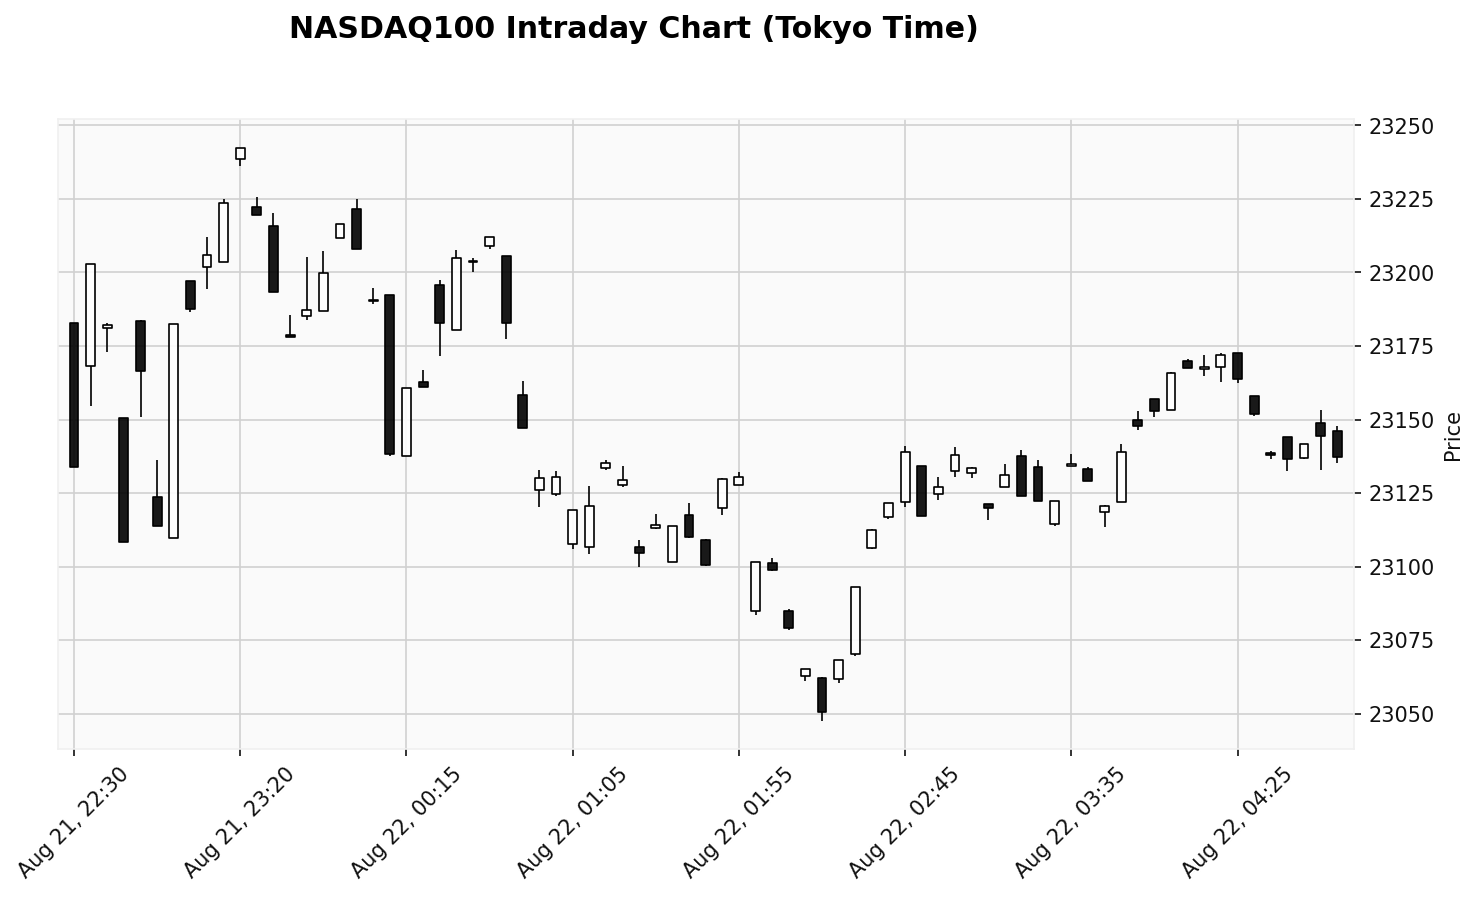 NASDAQ100 Intraday Chart (Tokyo Time)
23250
23225
23200
23175
23150
23125
23100
23075
23050
Price
Aug 21, 22:30
Aug 21, 23:20
Aug 22, 00:15
Aug 22, 01:05
Aug 22, 01:55
Aug 22, 02:45
Aug 22, 03:35
Aug 22, 04:25